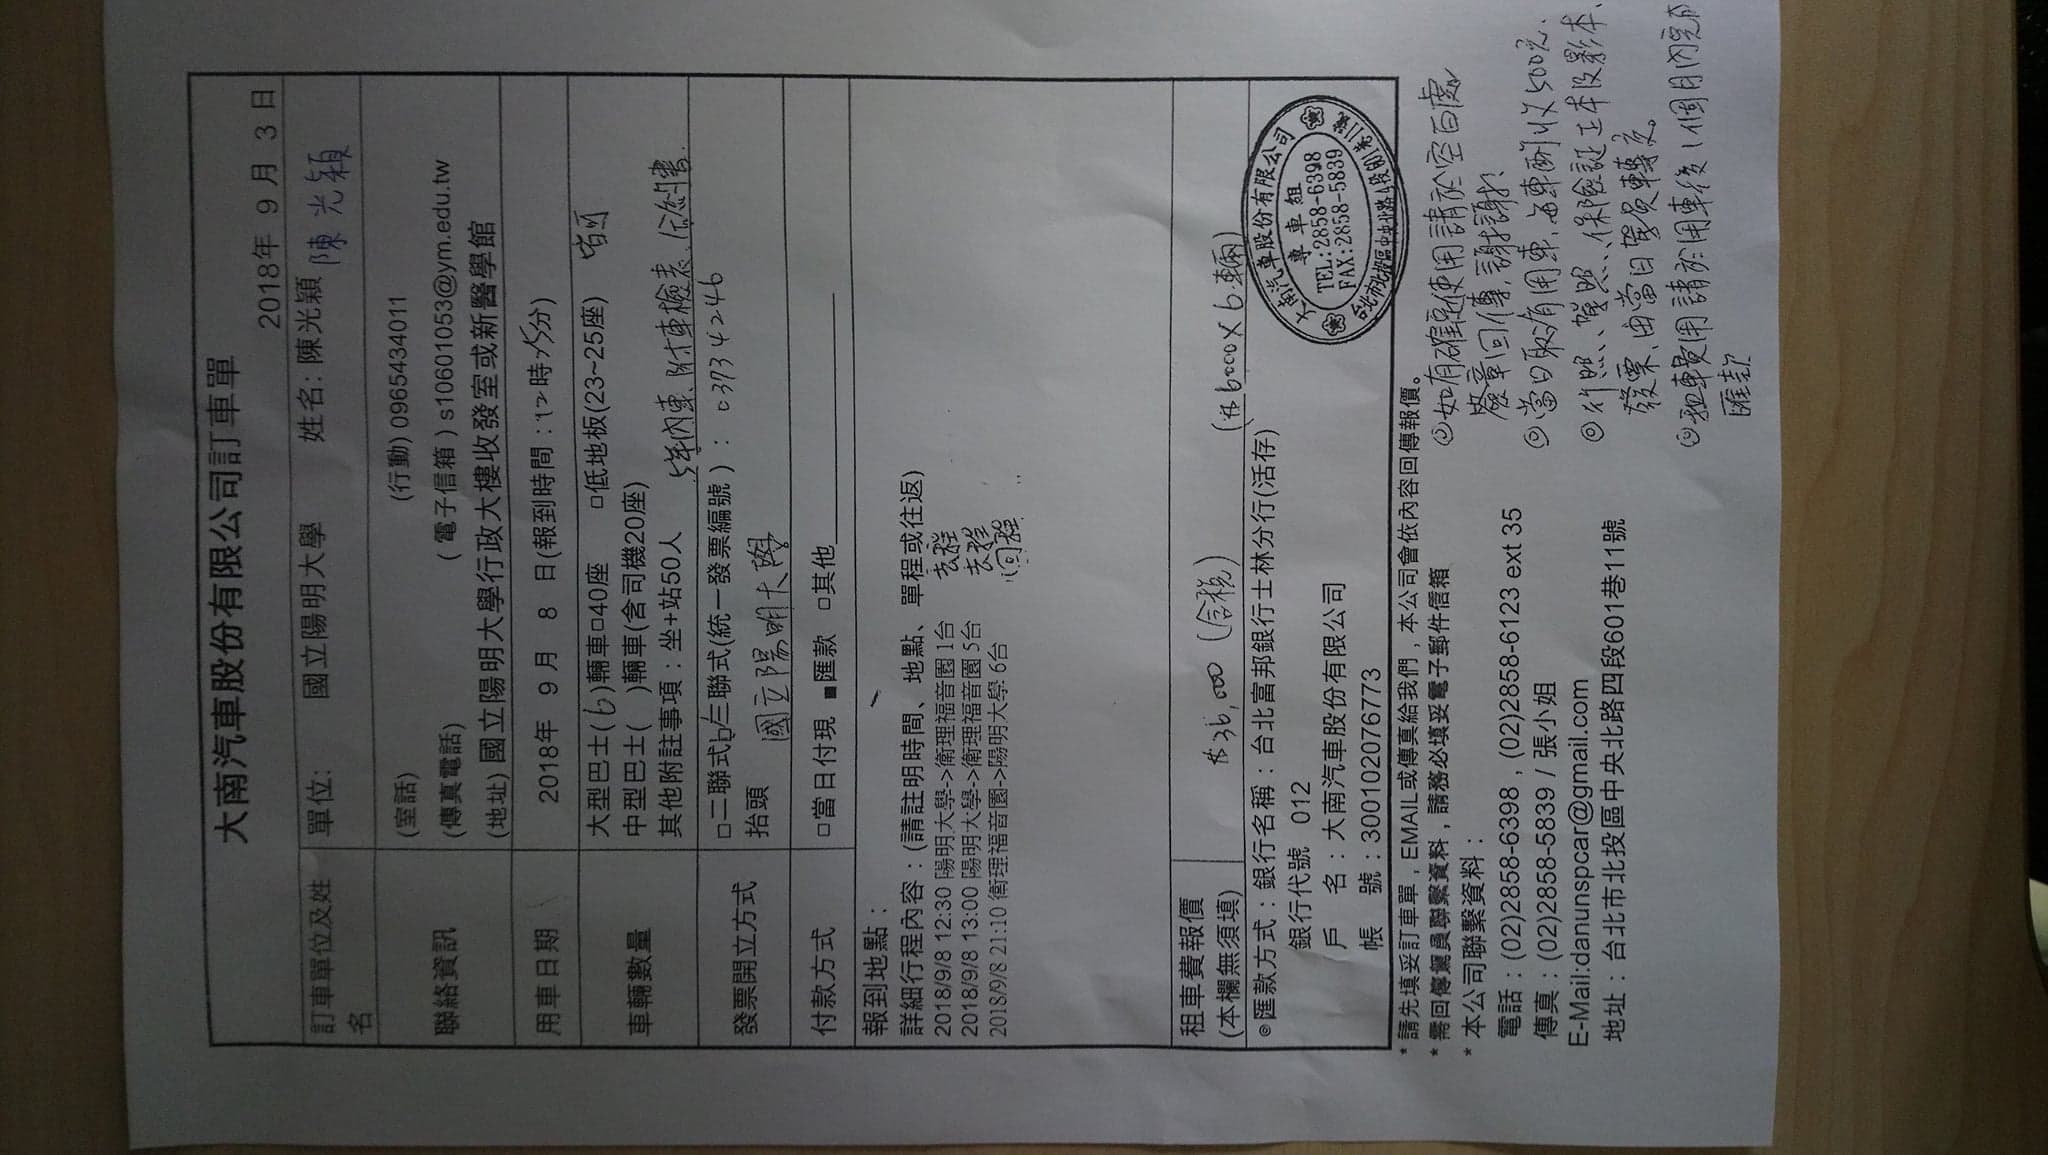 大南汽車股份有限公司訂車單
2018年 9 月 3 日
訂車單位及姓名
單位: 國立陽明大學 姓名: 陳光穎 陳光穎
聯絡資訊
(室話) (行動) 0965434011
(傳真電話) (電子信箱) s10601053@ym.edu.tw
(地址) 國立陽明大學行政大樓收發室或新醫學館
用車日期
2018年 9 月 8 日(報到時間:12時15分)
車輛數量
大型巴士(6)輛車□40座 □低地板(23~25座) 皆可
中型巴士( )輛車(含司機20座)
其他附註事項:坐+站50人 5年內車、附車檢表、合約書
發票開立方式
□二聯式□三聯式(統一發票編號): 03734246
抬頭 國立陽明大學
付款方式
□當日付現 ■匯款 □其他
報到地點:
詳細行程內容:(請註明時間、地點、單程或往返)
2018/9/8 12:30 陽明大學->衛理福音園 1台 去程
2018/9/8 13:00 陽明大學->衛理福音園 5台 去程
2018/9/8 21:10 衛理福音園->陽明大學 6台 回程
租車費報價
(本欄無須填)
$36,000 (含稅) ($6000X6輛)
◎匯款方式:銀行名稱:台北富邦銀行士林分行(活存)
銀行代號 012
戶 名:大南汽車股份有限公司
帳 號:300102076773
大南汽車股份有限公司
專車組
TEL:2858-6398
FAX:2858-5839
台北市北投區中央北路4段601巷11號
*請先填妥訂車單,EMAIL或傳真給我們,本公司會依內容回傳報價。
*需回傳駕員聯繫資料,請務必填妥電子郵件信箱
*本公司聯繫資料:
電話:(02)2858-6398,(02)2858-6123 ext 35
傳真:(02)2858-5839 / 張小姐
E-Mail:danunspcar@gmail.com
地址:台北市北投區中央北路四段601巷11號
◎如有確定使用請於空白處
簽章回傳,謝謝!
◎當日取消用車,每車酌收500元.
◎行照、駕照、保險証正本及影本、
發票,由當日駕員轉交
◎租車費用請於用車後1個月內完成
匯款